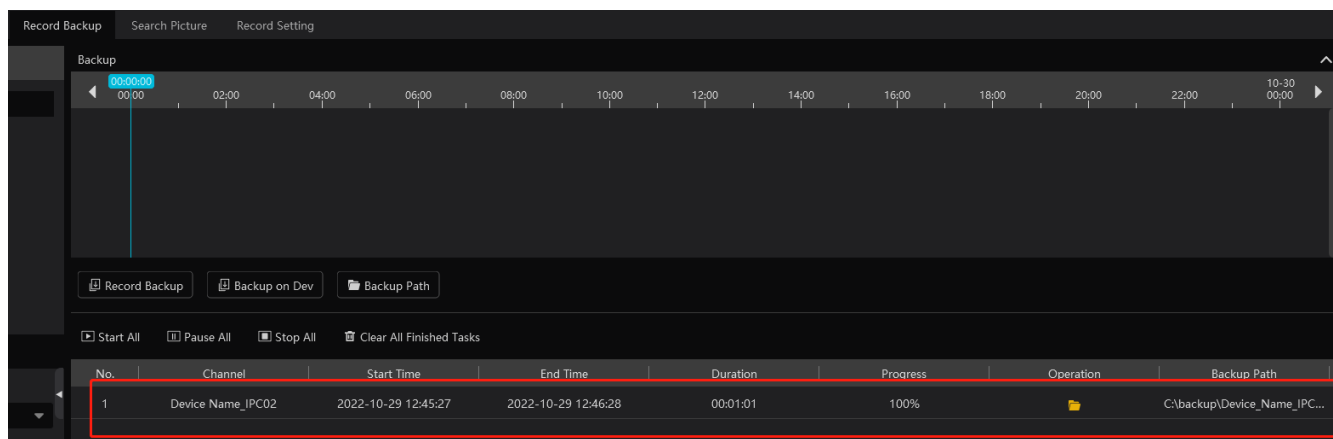 Record Backup Search Picture Record Setting
Backup
00:00:00
10-30
00:00 02:00 04:00 06:00 08:00 10:00 12:00 14:00 16:00 18:00 20:00 22:00 00:00
Record Backup Backup on Dev Backup Path
Start All Pause All Stop All Clear All Finished Tasks
No. Channel Start Time End Time Duration Progress Operation Backup Path
1 Device Name_IPC02 2022-10-29 12:45:27 2022-10-29 12:46:28 00:01:01 100% C:\backup\Device_Name_IPC...